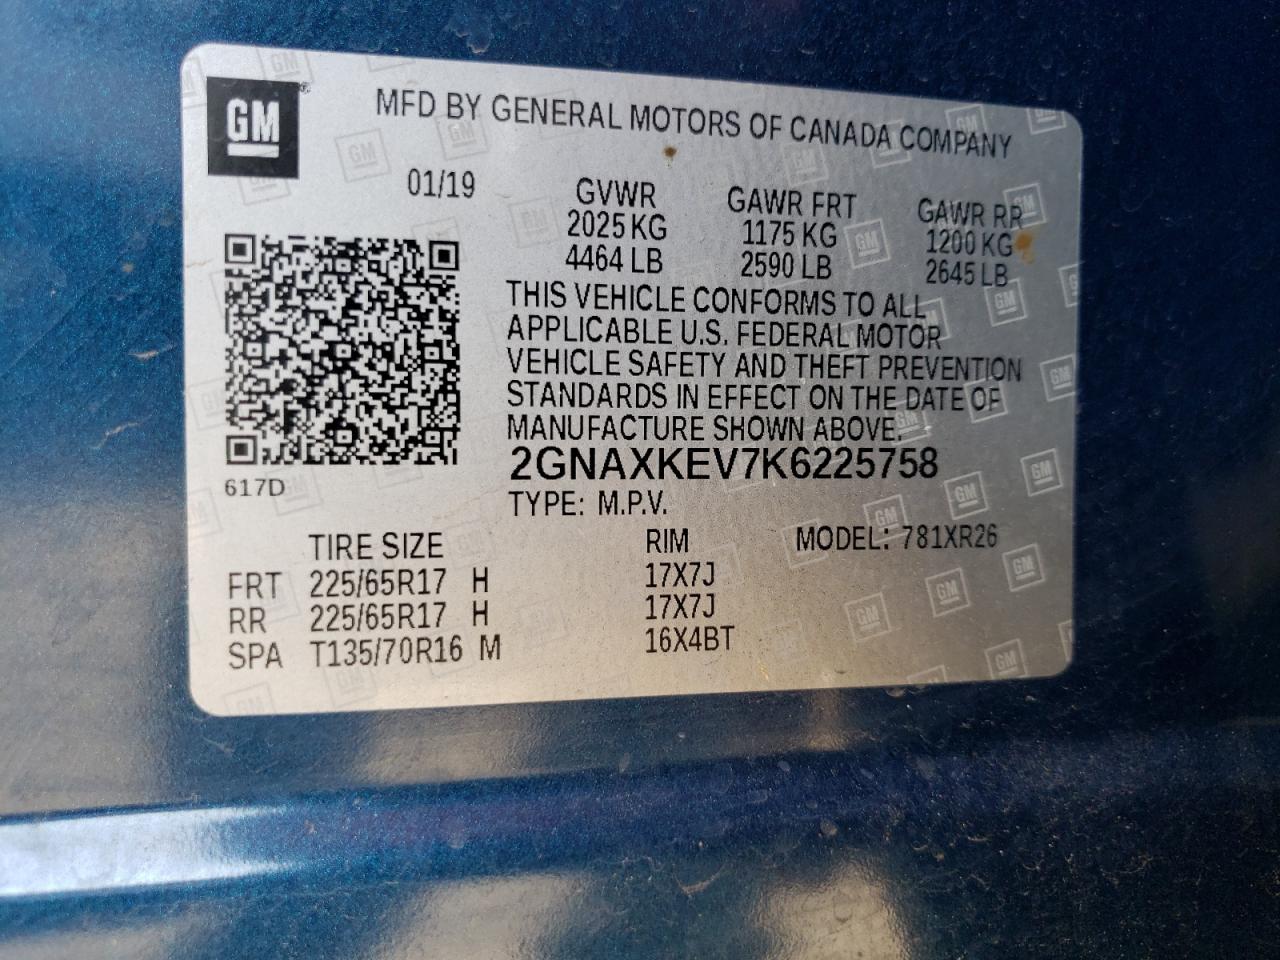 GM
MFD BY GENERAL MOTORS OF CANADA COMPANY
01/19
GVWR GAWR FRT GAWR RR
2025 KG 1175 KG 1200 KG
4464 LB 2590 LB 2645 LB
THIS VEHICLE CONFORMS TO ALL
APPLICABLE U.S. FEDERAL MOTOR
VEHICLE SAFETY AND THEFT PREVENTION
STANDARDS IN EFFECT ON THE DATE OF
MANUFACTURE SHOWN ABOVE.
2GNAXKEV7K6225758
617D
TYPE: M.P.V.
TIRE SIZE RIM MODEL: 781XR26
FRT 225/65R17 H 17X7J
RR 225/65R17 H 17X7J
SPA T135/70R16 M 16X4BT